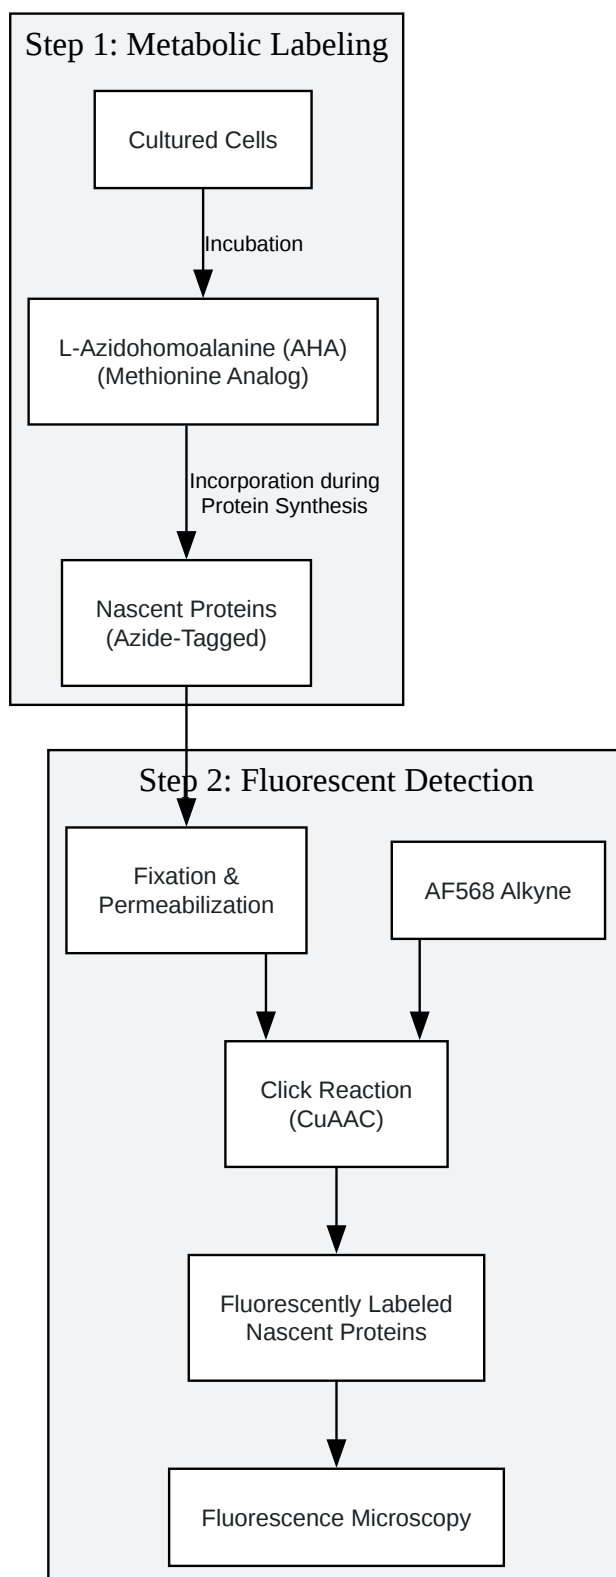 Step 1: Metabolic Labeling
Cultured Cells
Incubation
L-Azidohomoalanine (AHA)
(Methionine Analog)
Incorporation during
Protein Synthesis
Nascent Proteins
(Azide-Tagged)
Step 2: Fluorescent Detection
Fixation &
Permeabilization
AF568 Alkyne
Click Reaction
(CuAAC)
Fluorescently Labeled
Nascent Proteins
Fluorescence Microscopy